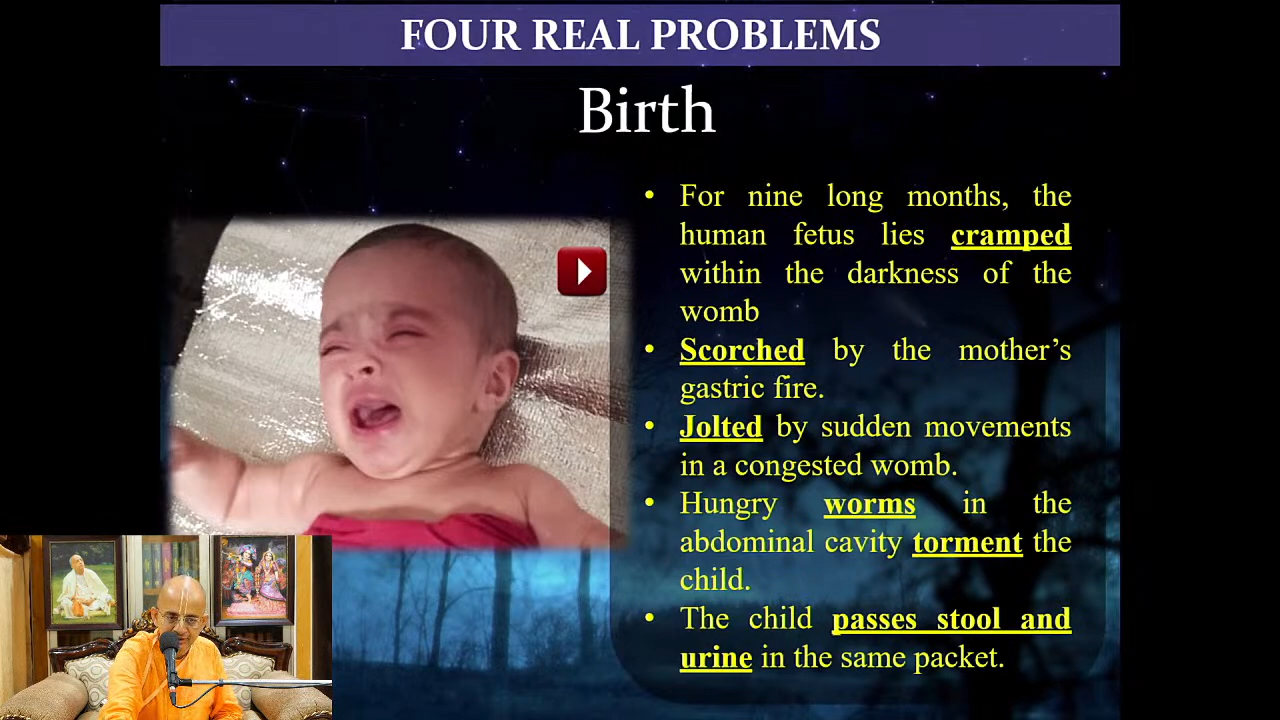 FOUR REAL PROBLEMS
Birth
• For nine long months, the
human fetus lies cramped
within the darkness of the
womb
• Scorched by the mother’s
gastric fire.
• Jolted by sudden movements
in a congested womb.
• Hungry worms in the
abdominal cavity torment the
child.
• The child passes stool and
urine in the same packet.